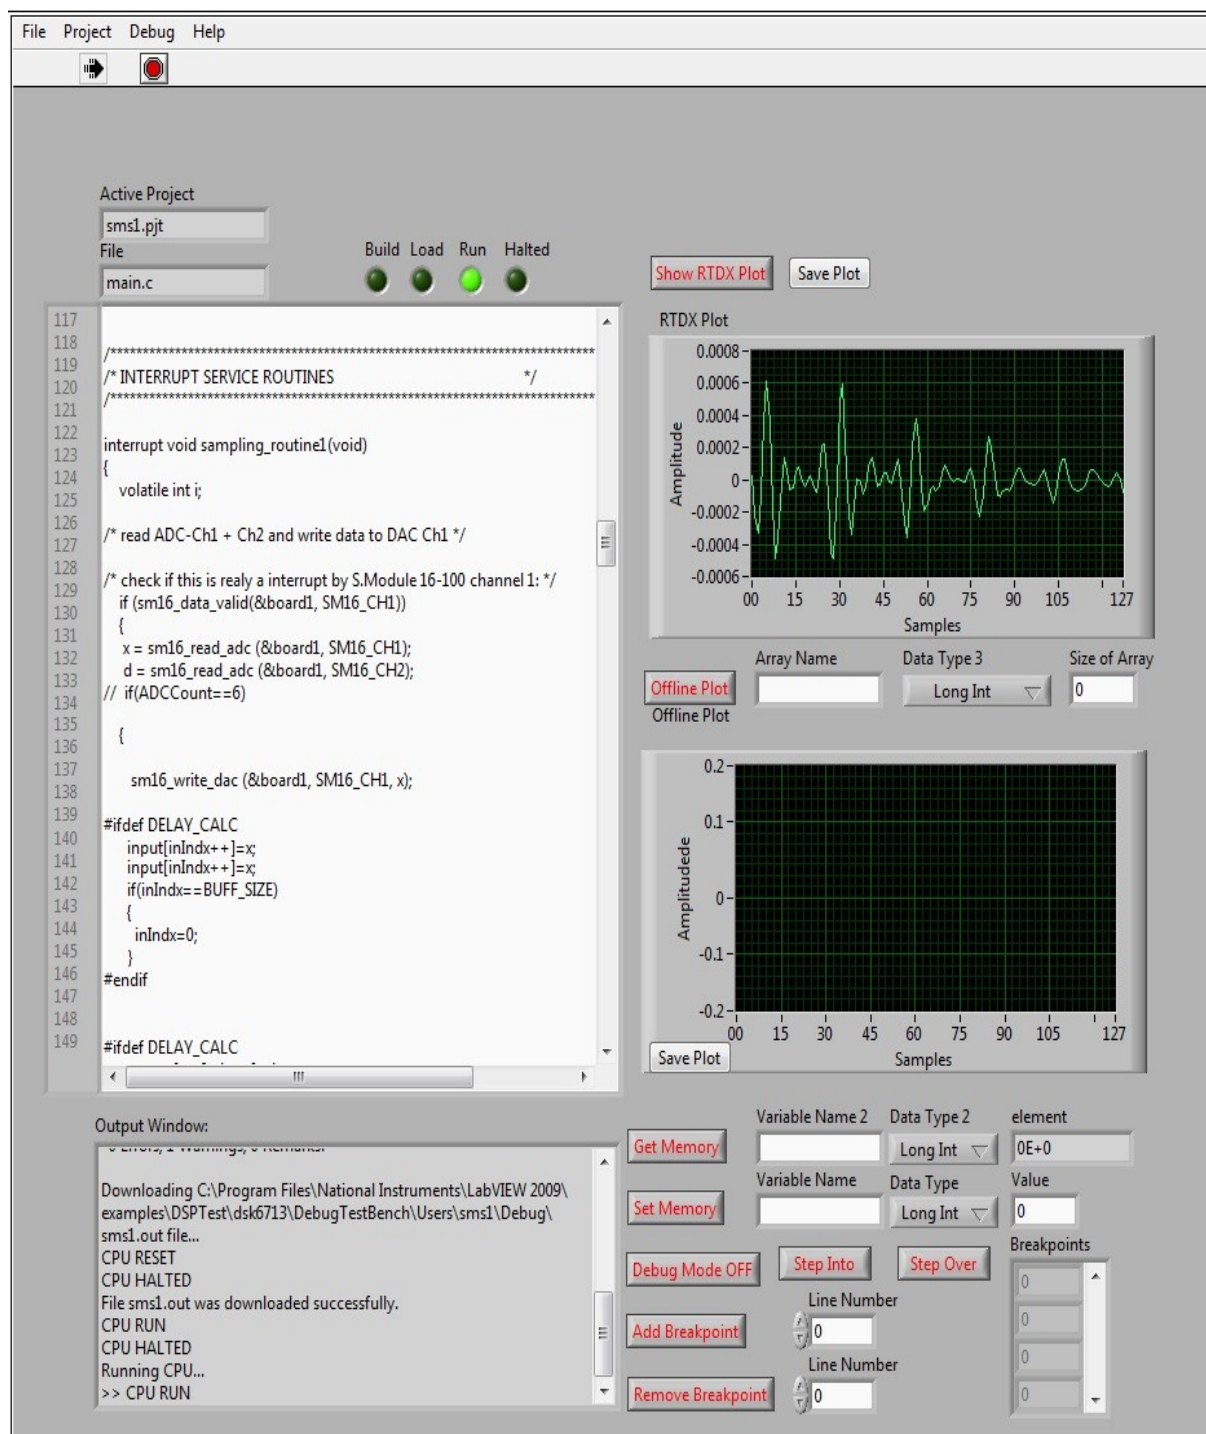 File Project Debug Help
Active Project
sms1.pjt
File
main.c
Build Load Run Halted
Show RTDX Plot Save Plot
117
118
119 /***************************************************************************
120 /* INTERRUPT SERVICE ROUTINES */
121 /***************************************************************************
122
123 interrupt void sampling_routine1(void)
124 {
125 volatile int i;
126
127 /* read ADC-Ch1 + Ch2 and write data to DAC Ch1 */
128
129 /* check if this is realy a interrupt by S.Module 16-100 channel 1: */
130 if (sm16_data_valid(&board1, SM16_CH1))
131 {
132 x = sm16_read_adc (&board1, SM16_CH1);
133 d = sm16_read_adc (&board1, SM16_CH2);
134 // if(ADCCount==6)
135
136 {
137
138 sm16_write_dac (&board1, SM16_CH1, x);
139
140 #ifdef DELAY_CALC
141 input[inIndx++]=x;
142 input[inIndx++]=x;
143 if(inIndx==BUFF_SIZE)
144 {
145 inIndx=0;
146 }
147 #endif
148
149
#ifdef DELAY_CALC
RTDX Plot
0.0008
0.0006
0.0004
0.0002
0
-0.0002
-0.0004
-0.0006
Amplitude
00 15 30 45 60 75 90 105 127
Samples
Array Name Data Type 3 Size of Array
Offline Plot Long Int 0
Offline Plot
0.2
0.1
0
-0.1
-0.2
Amplitudede
00 15 30 45 60 75 90 105 127
Save Plot Samples
Output Window:
0 Errors, 1 Warnings, 0 Remarks.
Downloading C:\Program Files\National Instruments\LabVIEW 2009\
examples\DSPTest\dsk6713\DebugTestBench\Users\sms1\Debug\
sms1.out file...
CPU RESET
CPU HALTED
File sms1.out was downloaded successfully.
CPU RUN
CPU HALTED
Running CPU...
>> CPU RUN
Variable Name 2 Data Type 2 element
Get Memory Long Int 0E+0
Variable Name Data Type Value
Set Memory Long Int 0
Breakpoints
Debug Mode OFF Step Into Step Over 0
Line Number
0
Add Breakpoint 0
Line Number
0
Remove Breakpoint 0 0